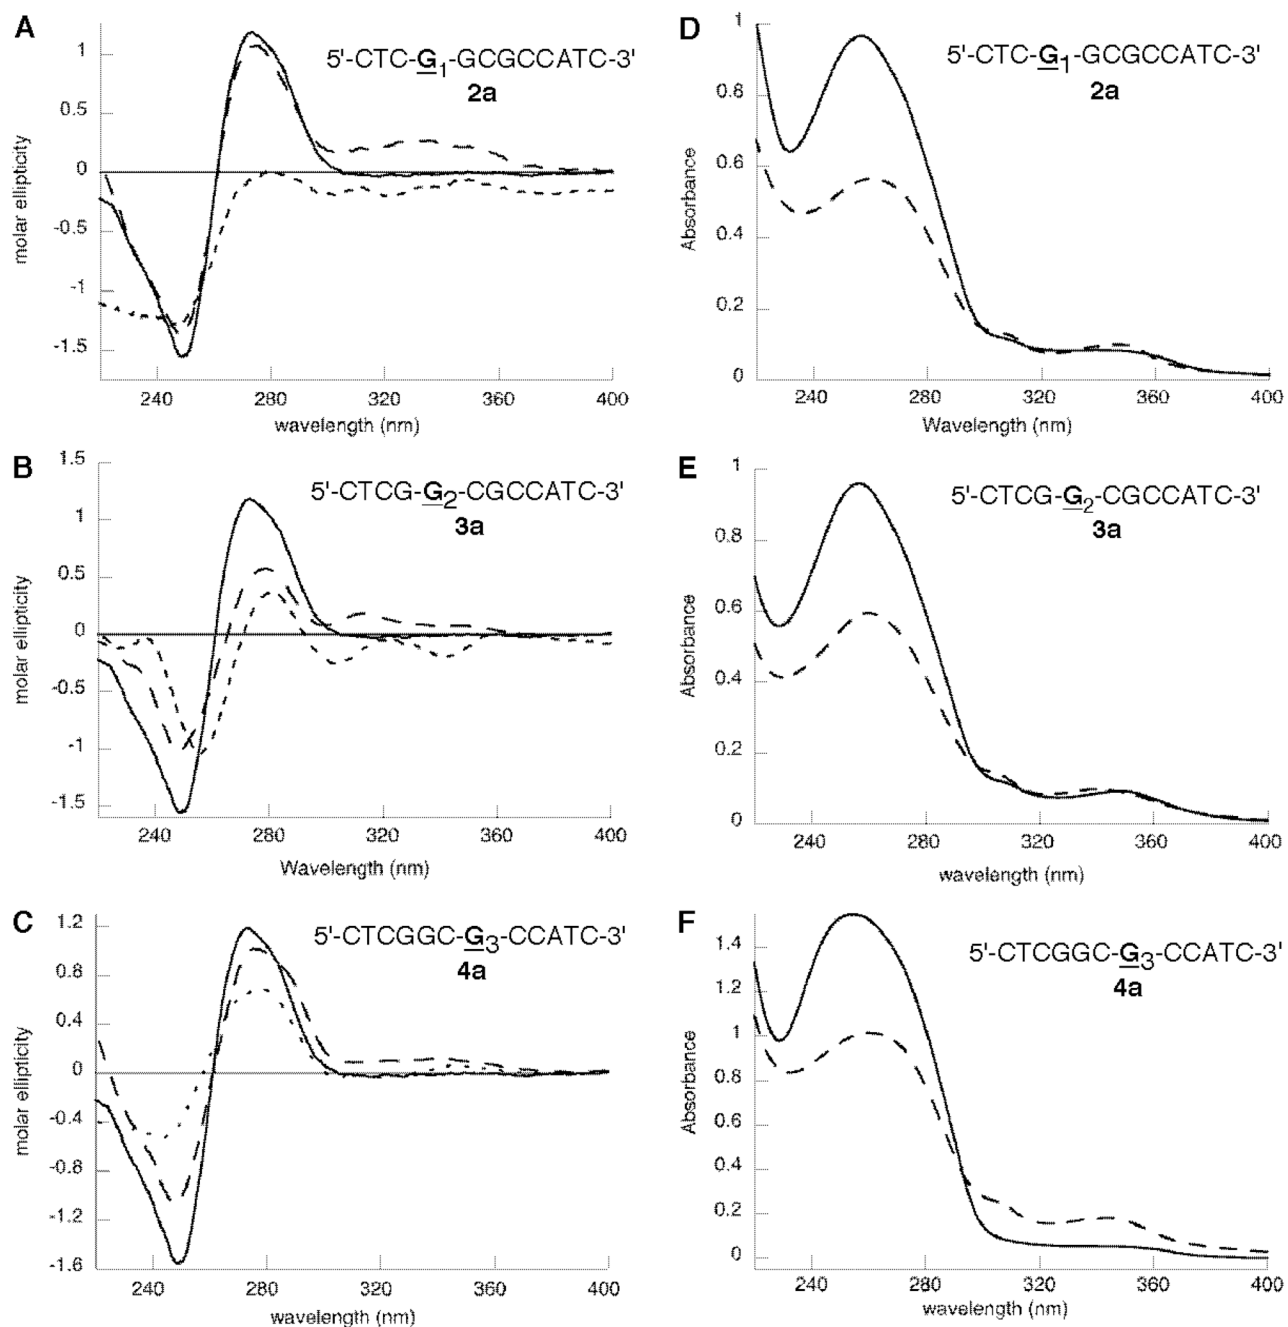 A
5'-CTC-G1-GCGCCATC-3'
2a
1
0.5
0
-0.5
-1
-1.5
molar ellipticity
240 280 320 360 400
wavelength (nm)
D
5'-CTC-G1-GCGCCATC-3'
2a
1
0.8
0.6
0.4
0.2
0
Absorbance
240 280 320 360 400
Wavelength (nm)
B
5'-CTCG-G2-CGCCATC-3'
3a
1.5
1
0.5
0
-0.5
-1
-1.5
molar ellipticity
240 280 320 360 400
Wavelength (nm)
E
5'-CTCG-G2-CGCCATC-3'
3a
1
0.8
0.6
0.4
0.2
0
Absorbance
240 280 320 360 400
wavelength (nm)
C
5'-CTCGGC-G3-CCATC-3'
4a
1.2
0.8
0.4
0
-0.4
-0.8
-1.2
-1.6
molar ellipticity
240 280 320 360 400
wavelength (nm)
F
5'-CTCGGC-G3-CCATC-3'
4a
1.4
1.2
1
0.8
0.6
0.4
0.2
0
Absorbance
240 280 320 360 400
wavelength (nm)